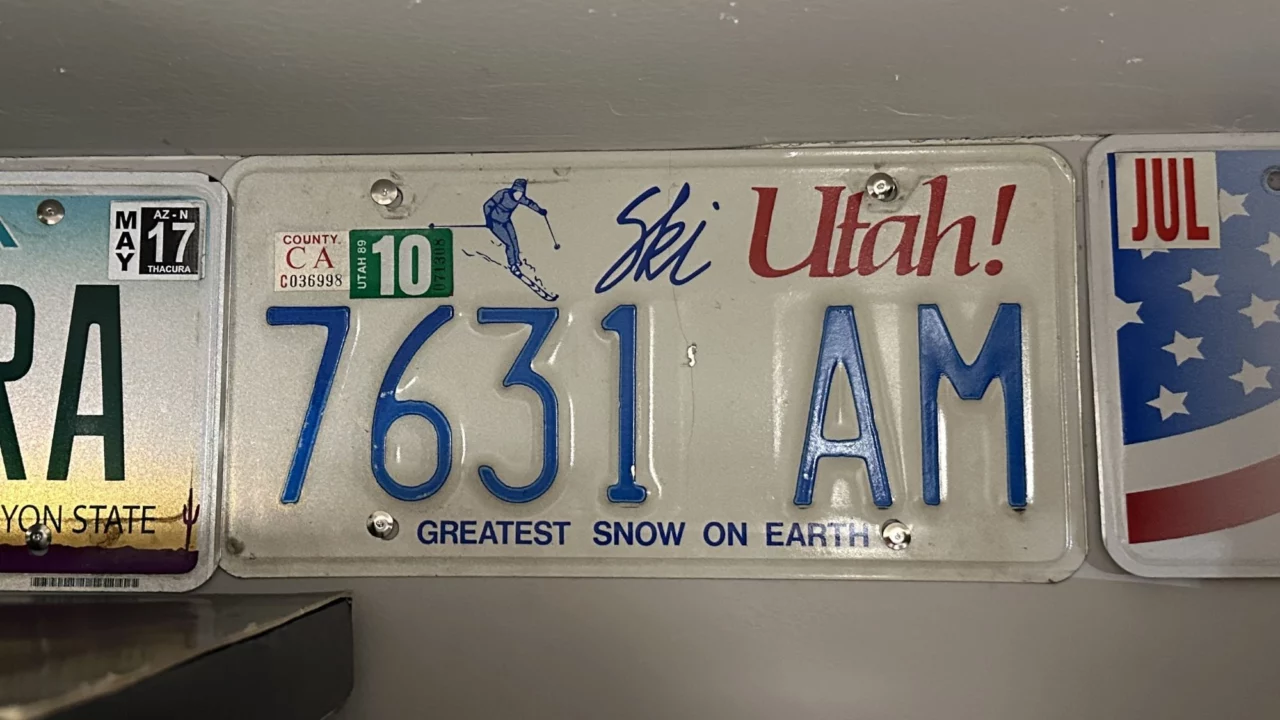 MAY
AZ - N
17
THACURA
RA
YON STATE
COUNTY.
CA
C036998
UTAH 89
10
Ski Utah!
7631 AM
GREATEST SNOW ON EARTH
JUL